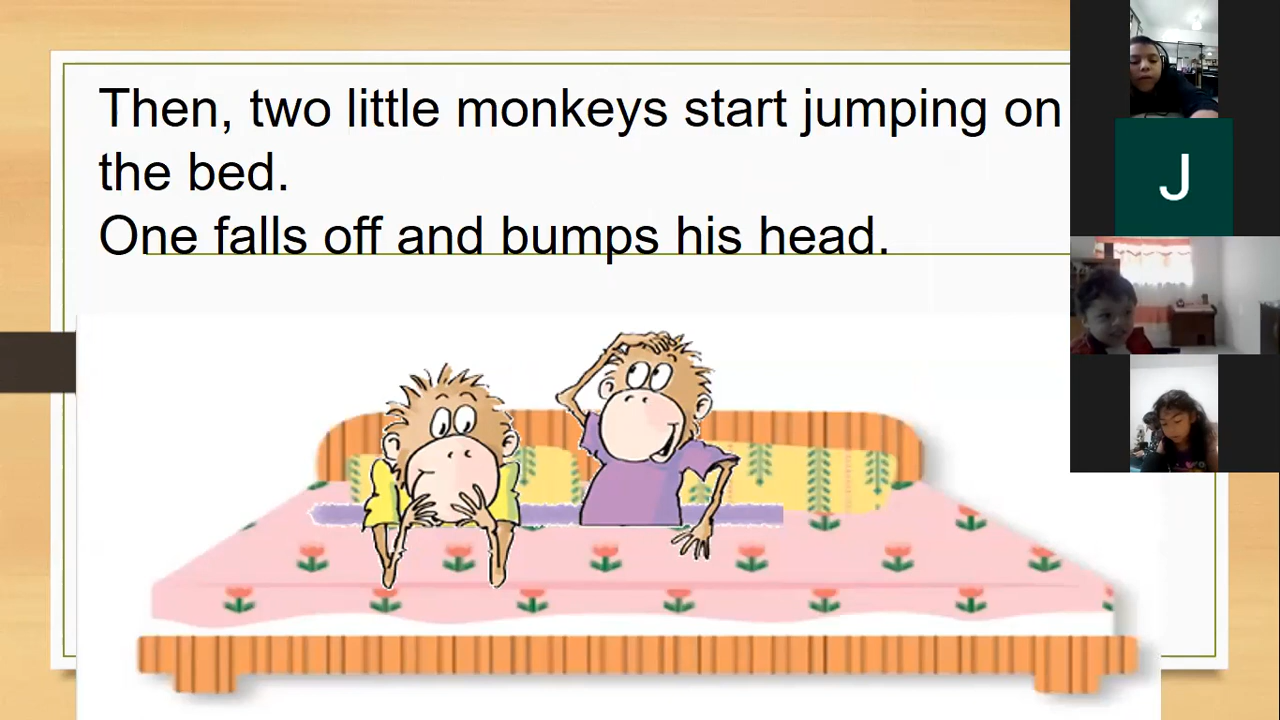 Then, two little monkeys start jumping on
the bed.
One falls off and bumps his head.
J